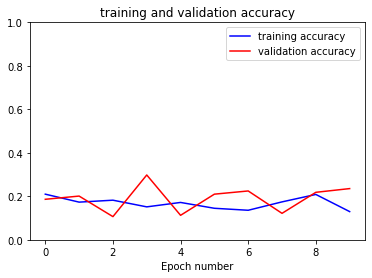 training and validation accuracy
1.0
0.8
0.6
0.4
0.2
0.0
training accuracy
validation accuracy
0 2 4 6 8
Epoch number